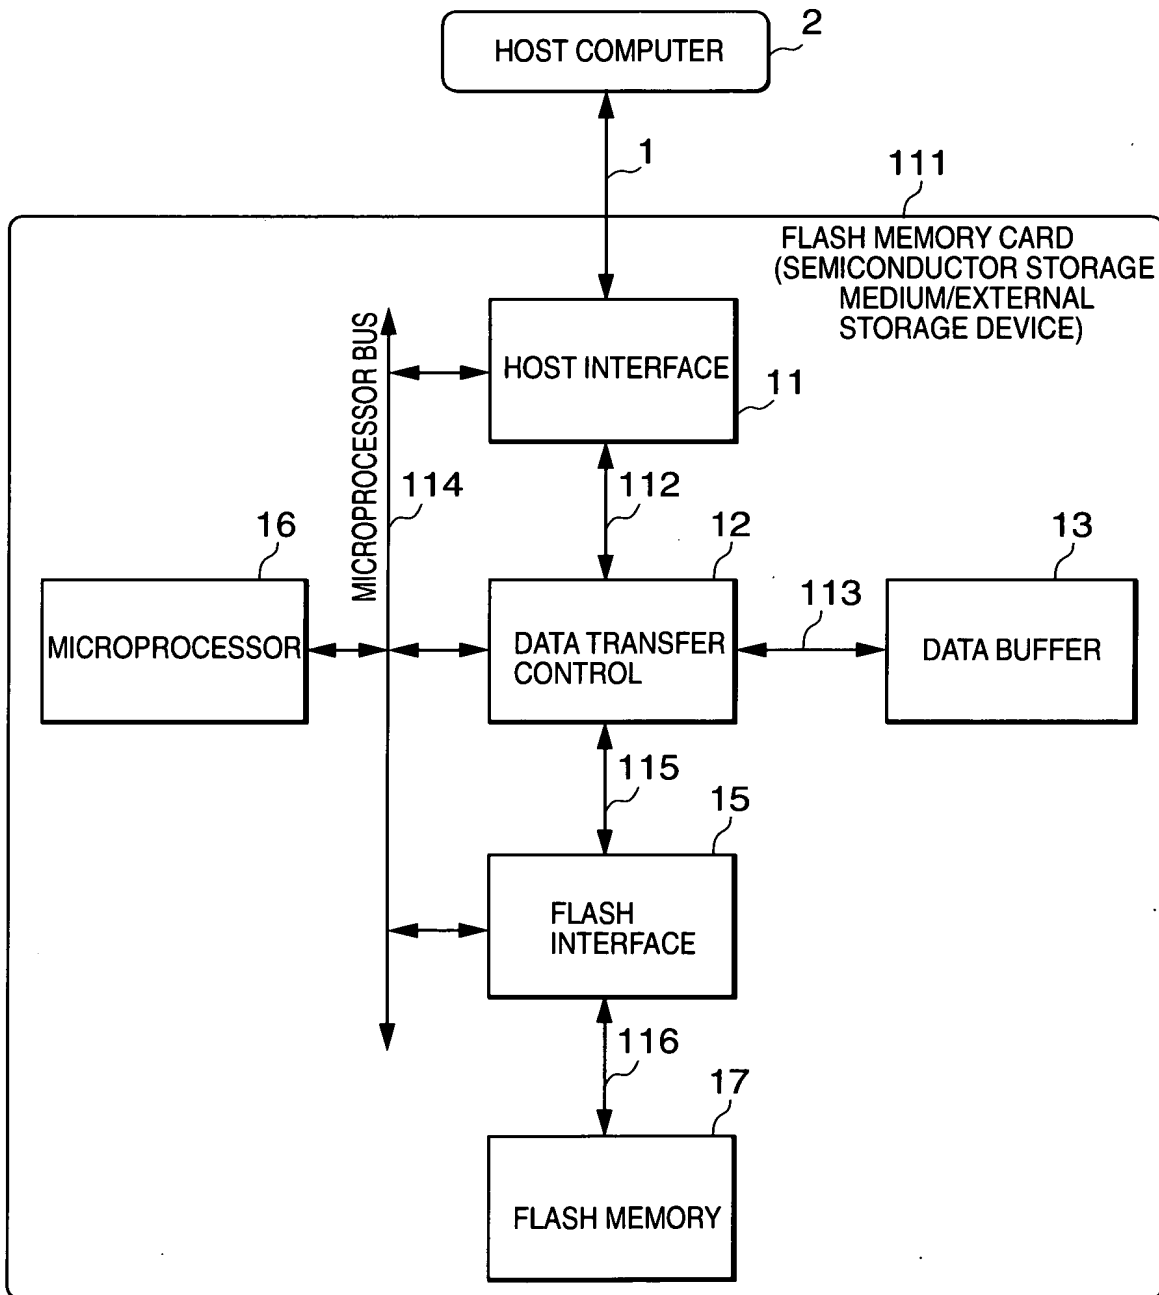 HOST COMPUTER
2
1
111
FLASH MEMORY CARD
(SEMICONDUCTOR STORAGE
MEDIUM/EXTERNAL
STORAGE DEVICE)
MICROPROCESSOR BUS
HOST INTERFACE
11
114
112
16
12
13
MICROPROCESSOR
DATA TRANSFER
CONTROL
113
DATA BUFFER
115
15
FLASH
INTERFACE
116
17
FLASH MEMORY